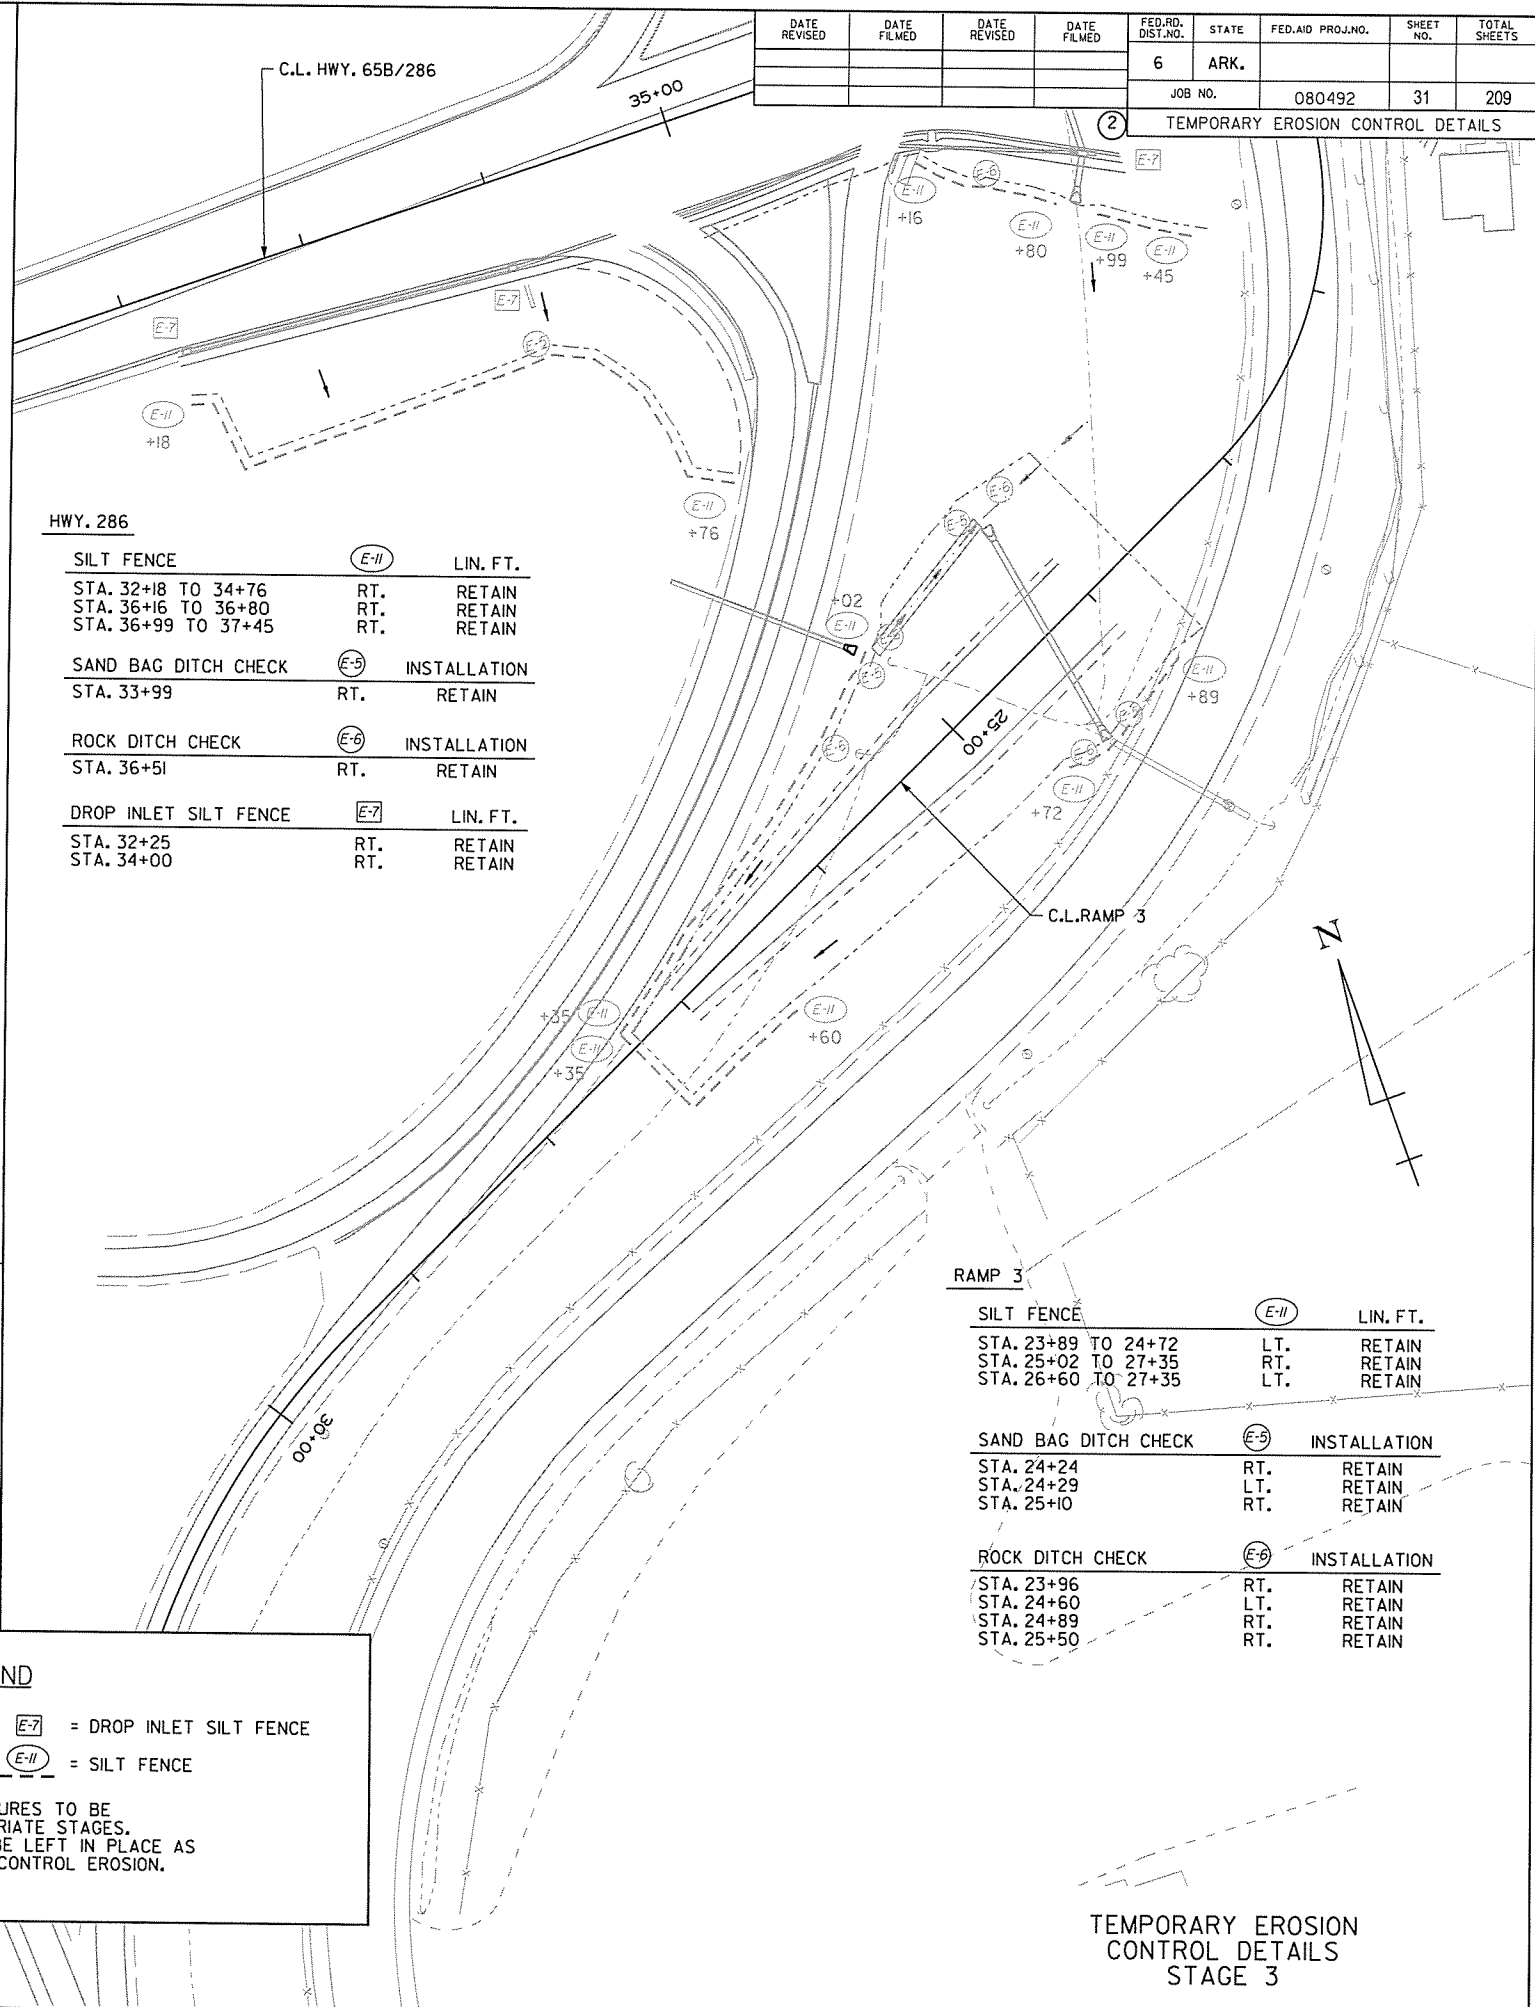 DATE REVISED DATE FILMED DATE REVISED DATE FILMED FED.RD. DIST.NO. STATE FED.AID PROJ.NO. SHEET NO. TOTAL SHEETS
6 ARK.
JOB NO. 080492 31 209
2 TEMPORARY EROSION CONTROL DETAILS
C.L. HWY. 65B/286
35+00
E-7
E-6
E-11
+16
E-11
+80
E-11
+99
E-11
+45
E-7
E-7
E-5
E-11
+18
E-11
+76
HWY. 286
SILT FENCE E-11 LIN. FT.
STA. 32+18 TO 34+76 RT. RETAIN
STA. 36+16 TO 36+80 RT. RETAIN
STA. 36+99 TO 37+45 RT. RETAIN
SAND BAG DITCH CHECK E-5 INSTALLATION
STA. 33+99 RT. RETAIN
ROCK DITCH CHECK E-6 INSTALLATION
STA. 36+51 RT. RETAIN
DROP INLET SILT FENCE E-7 LIN. FT.
STA. 32+25 RT. RETAIN
STA. 34+00 RT. RETAIN
E-6
E-5
+02
E-11
E-6
E-5
E-6
E-11
+89
E-5
E-6
E-11
+72
25+00
C.L.RAMP 3
N
+35 E-11
E-11
+35
E-11
+60
30+00
RAMP 3
SILT FENCE E-11 LIN. FT.
STA. 23+89 TO 24+72 LT. RETAIN
STA. 25+02 TO 27+35 RT. RETAIN
STA. 26+60 TO 27+35 LT. RETAIN
SAND BAG DITCH CHECK E-5 INSTALLATION
STA. 24+24 RT. RETAIN
STA. 24+29 LT. RETAIN
STA. 25+10 RT. RETAIN
ROCK DITCH CHECK E-6 INSTALLATION
STA. 23+96 RT. RETAIN
STA. 24+60 LT. RETAIN
STA. 24+89 RT. RETAIN
STA. 25+50 RT. RETAIN
ND
E-7 = DROP INLET SILT FENCE
E-11 = SILT FENCE
URES TO BE
RIATE STAGES.
BE LEFT IN PLACE AS
CONTROL EROSION.
TEMPORARY EROSION
CONTROL DETAILS
STAGE 3